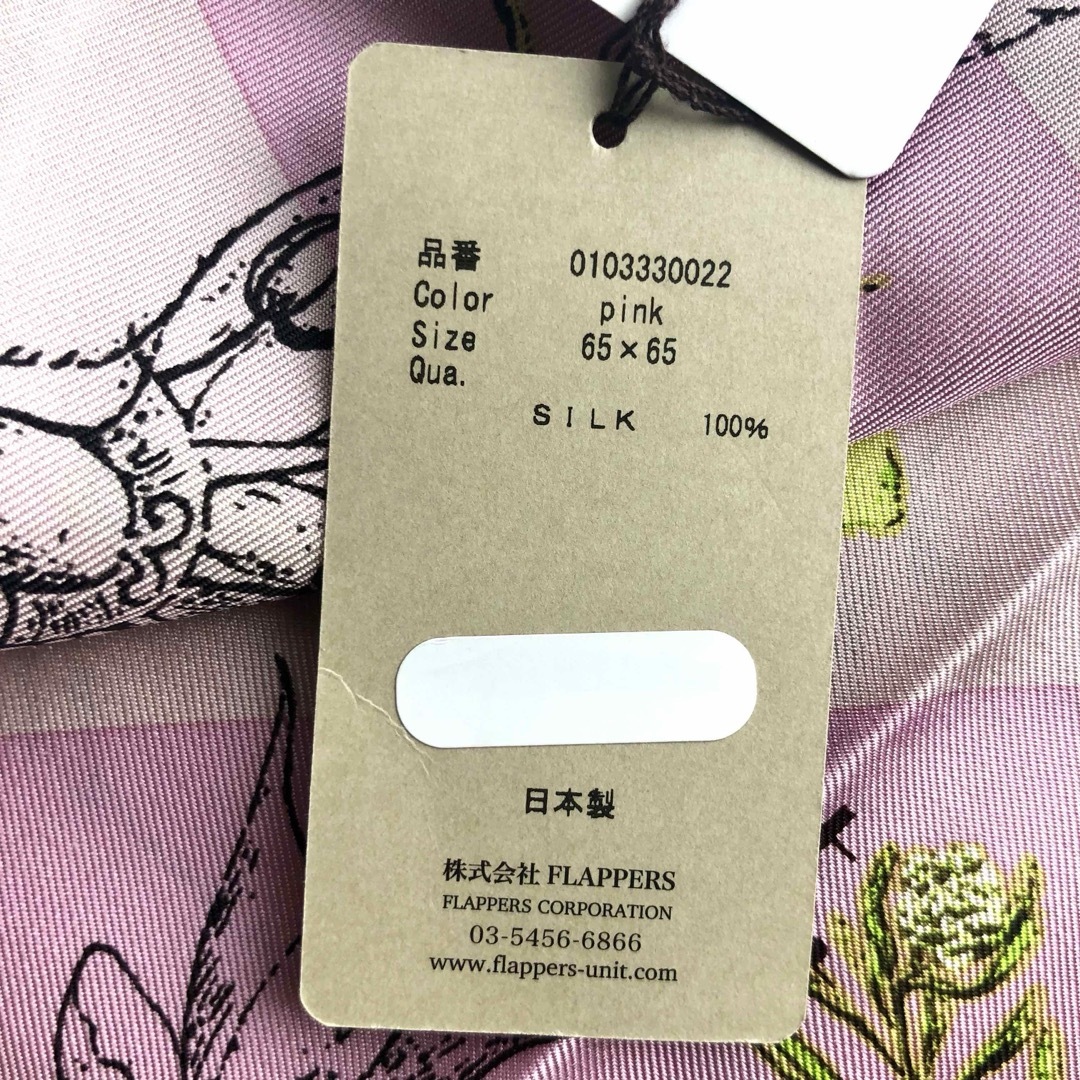 品番 0103330022
Color pink
Size 65×65
Qua.
SILK 100%
日本製
株式会社 FLAPPERS
FLAPPERS CORPORATION
03-5456-6866
www.flappers-unit.com